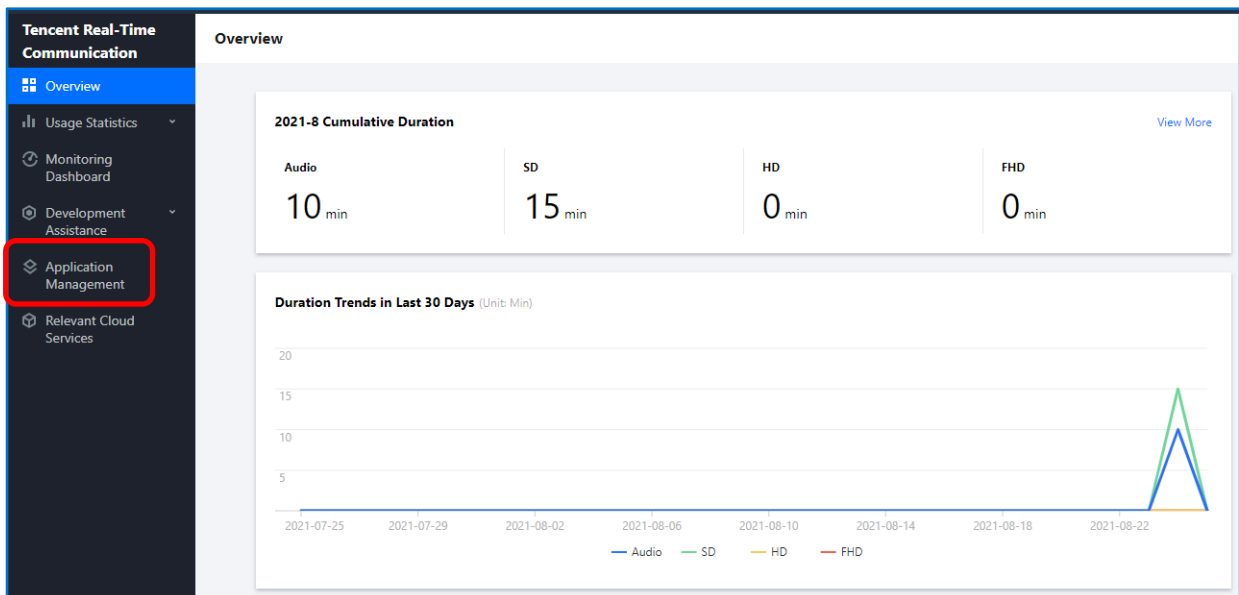 Tencent Real-Time
Communication
Overview
Usage Statistics
Monitoring
Dashboard
Development
Assistance
Application
Management
Relevant Cloud
Services
Overview
2021-8 Cumulative Duration
View More
Audio
SD
HD
FHD
10 min
15 min
0 min
0 min
Duration Trends in Last 30 Days (Unit: Min)
20
15
10
5
2021-07-25
2021-07-29
2021-08-02
2021-08-06
2021-08-10
2021-08-14
2021-08-18
2021-08-22
Audio
SD
HD
FHD